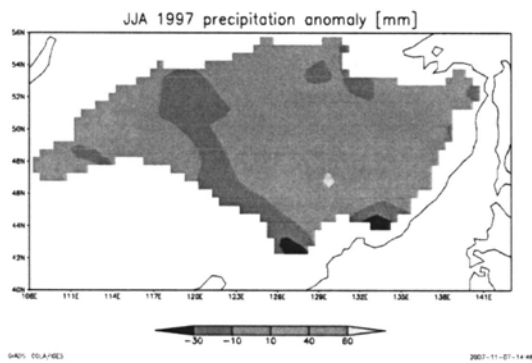 JJA 1997 precipitation anomaly [mm]
56N
54N
52N
50N
48N
46N
44N
42N
40N
108E 111E 114E 117E 120E 123E 126E 129E 132E 135E 138E 141E
-30 -10 10 40 80
GrADS: COLA/IGES